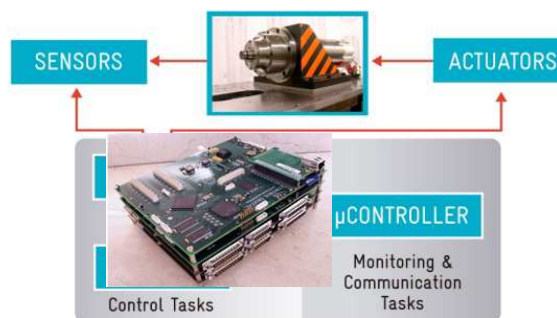 SENSORS
ACTUATORS
µCONTROLLER
Control Tasks
Monitoring &
Communication
Tasks